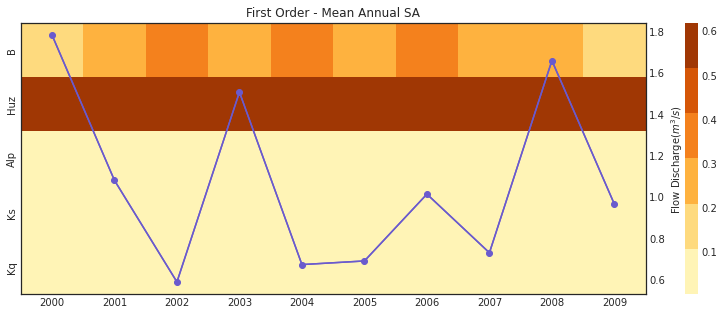 First Order - Mean Annual SA
B
Huz
Alp
Ks
Kq
1.8
1.6
1.4
1.2
1.0
0.8
0.6
Flow Discharge(m³/s)
0.6
0.5
0.4
0.3
0.2
0.1
2000 2001 2002 2003 2004 2005 2006 2007 2008 2009